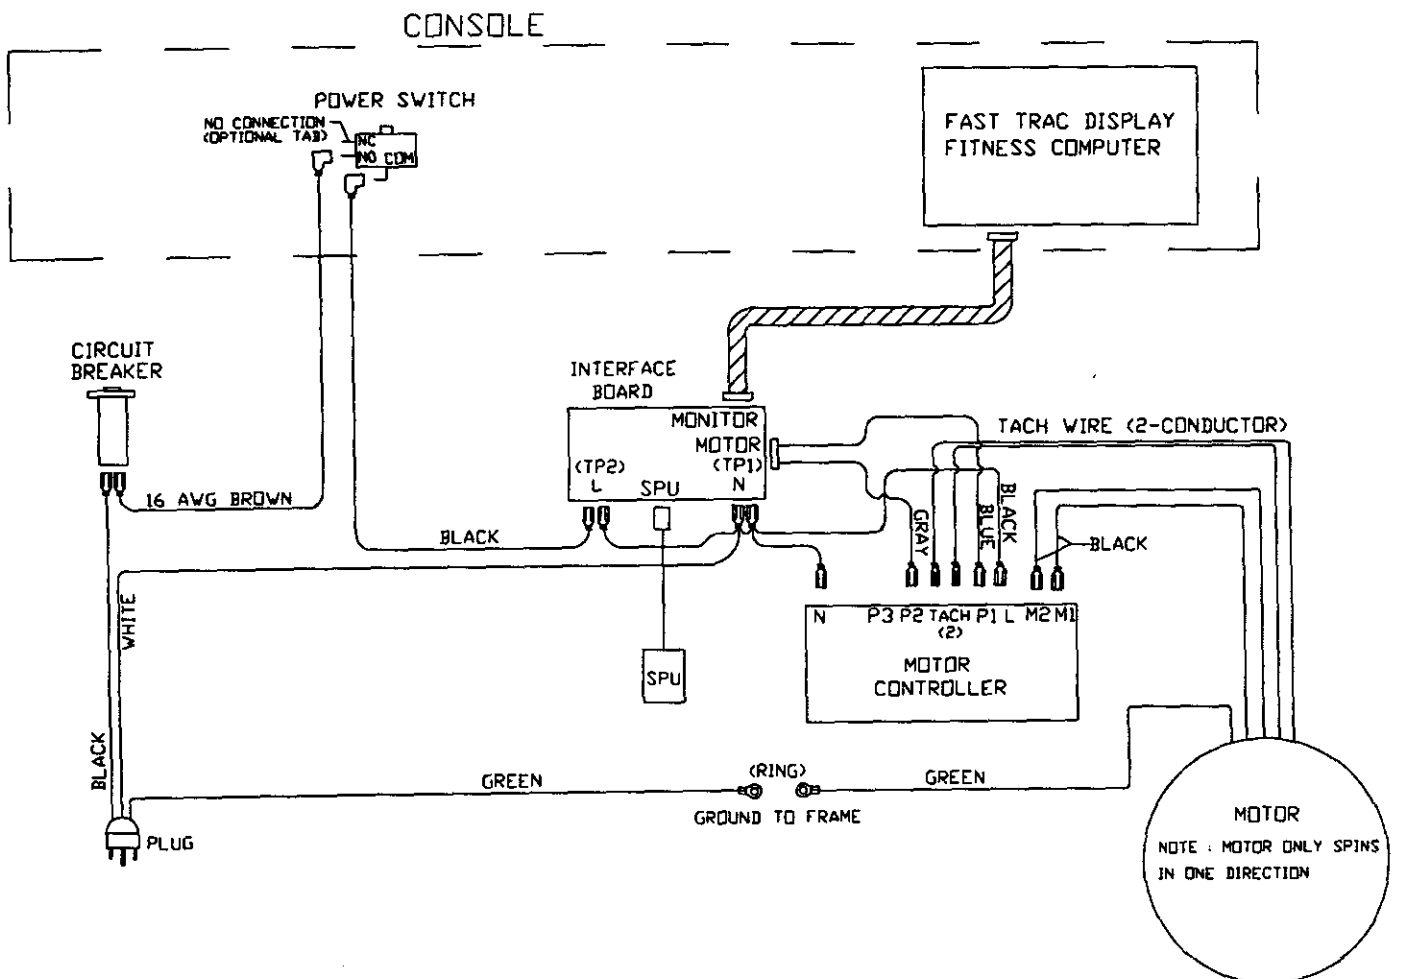 CONSOLE
POWER SWITCH
NO CONNECTION
(OPTIONAL TAB)
NC
NO COM
FAST TRAC DISPLAY
FITNESS COMPUTER
CIRCUIT
BREAKER
INTERFACE
BOARD
MONITOR
MOTOR
(TP2)
(TP1)
L
SPU
N
TACH WIRE (2-CONDUCTOR)
16 AWG BROWN
BLACK
GRAY
BLUE
BLACK
BLACK
WHITE
N
P3 P2 TACH P1 L M2 M1
(2)
MOTOR
CONTROLLER
SPU
BLACK
GREEN
(RING)
GREEN
GROUND TO FRAME
PLUG
MOTOR
NOTE : MOTOR ONLY SPINS
IN ONE DIRECTION